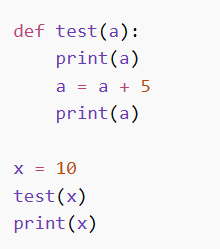 def test(a):
    print(a)
    a = a + 5
    print(a)

x = 10
test(x)
print(x)